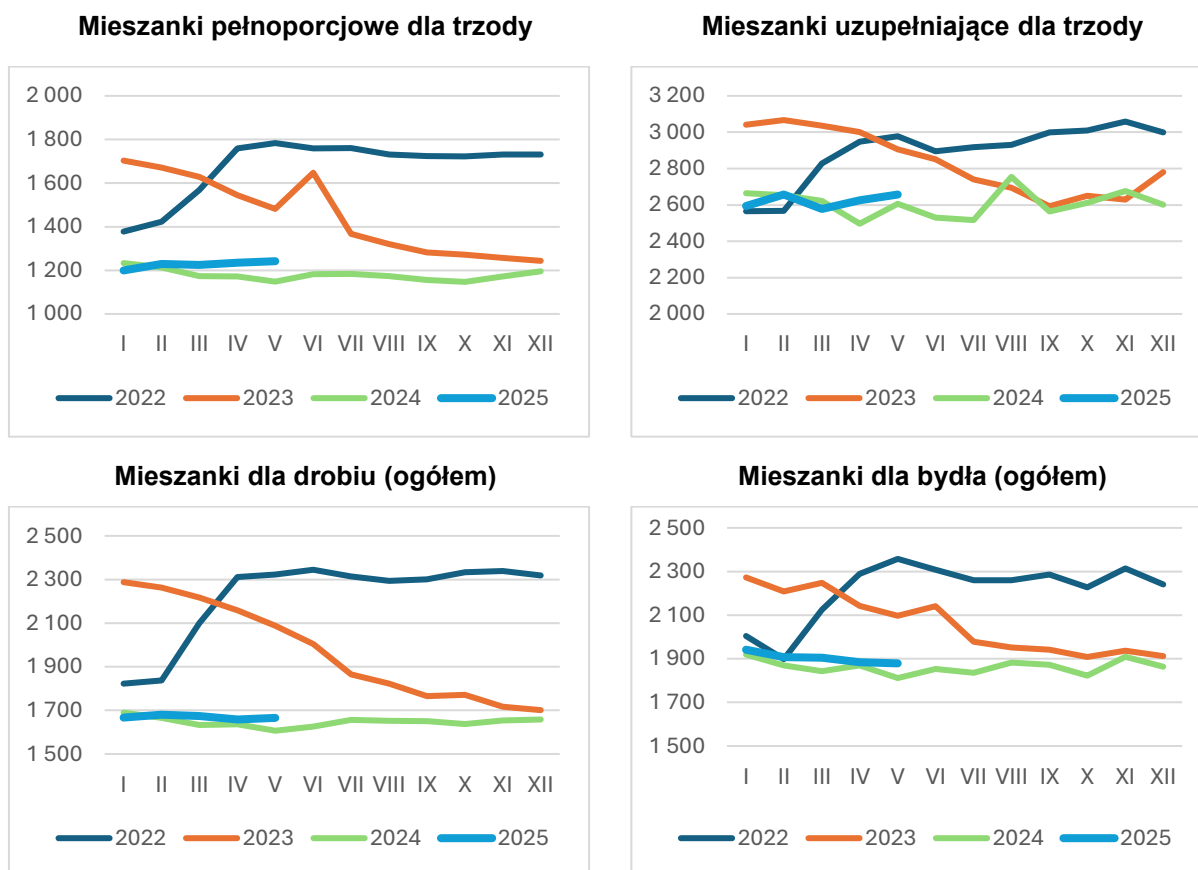 Mieszanki pełnoporcjowe dla trzody
2 000
1 800
1 600
1 400
1 200
1 000
I II III IV V VI VII VIII IX X XI XII
2022 2023 2024 2025
Mieszanki uzupełniające dla trzody
3 200
3 000
2 800
2 600
2 400
2 200
2 000
I II III IV V VI VII VIII IX X XI XII
2022 2023 2024 2025
Mieszanki dla drobiu (ogółem)
2 500
2 300
2 100
1 900
1 700
1 500
I II III IV V VI VII VIII IX X XI XII
2022 2023 2024 2025
Mieszanki dla bydła (ogółem)
2 500
2 300
2 100
1 900
1 700
1 500
I II III IV V VI VII VIII IX X XI XII
2022 2023 2024 2025